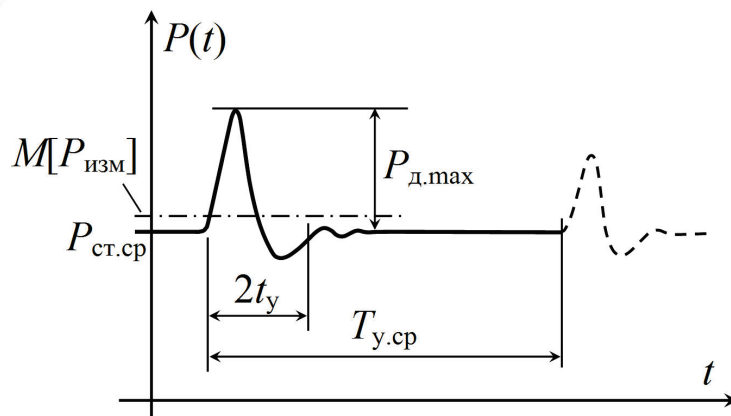 P(t)
M[Pизм]
Pд.max
Pст.ср
2tу
Tу.ср
t